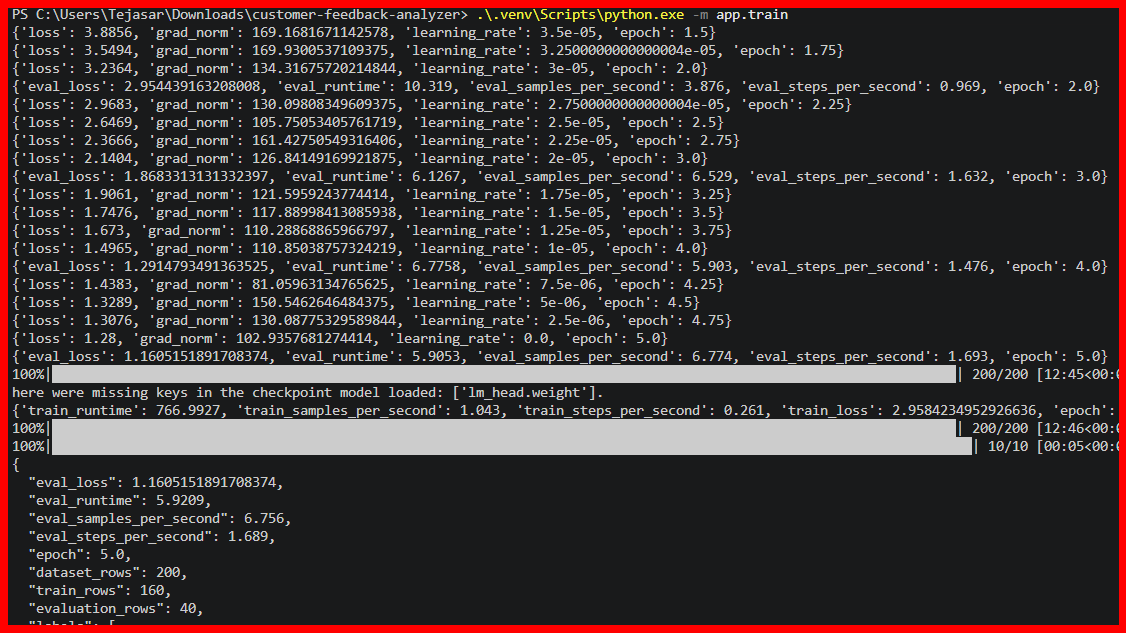 PS C:\Users\Tejasar\Downloads\customer-feedback-analyzer> .\.venv\Scripts\python.exe -m app.train
{'loss': 3.8856, 'grad_norm': 169.1681671142578, 'learning_rate': 3.5e-05, 'epoch': 1.5}
{'loss': 3.5494, 'grad_norm': 169.9300537109375, 'learning_rate': 3.2500000000000004e-05, 'epoch': 1.75}
{'loss': 3.2364, 'grad_norm': 134.31675720214844, 'learning_rate': 3e-05, 'epoch': 2.0}
{'eval_loss': 2.954439163208008, 'eval_runtime': 10.319, 'eval_samples_per_second': 3.876, 'eval_steps_per_second': 0.969, 'epoch': 2.0}
{'loss': 2.9683, 'grad_norm': 130.09808349609375, 'learning_rate': 2.7500000000000004e-05, 'epoch': 2.25}
{'loss': 2.6469, 'grad_norm': 105.75053405761719, 'learning_rate': 2.5e-05, 'epoch': 2.5}
{'loss': 2.3666, 'grad_norm': 161.4275054931640​6, 'learning_rate': 2.25e-05, 'epoch': 2.75}
{'loss': 2.1404, 'grad_norm': 126.84149169921875, 'learning_rate': 2e-05, 'epoch': 3.0}
{'eval_loss': 1.8683313131332397, 'eval_runtime': 6.1267, 'eval_samples_per_second': 6.529, 'eval_steps_per_second': 1.632, 'epoch': 3.0}
{'loss': 1.9061, 'grad_norm': 121.5959243774414, 'learning_rate': 1.75e-05, 'epoch': 3.25}
{'loss': 1.7476, 'grad_norm': 117.88998413085938, 'learning_rate': 1.5e-05, 'epoch': 3.5}
{'loss': 1.673, 'grad_norm': 110.28868865966797, 'learning_rate': 1.25e-05, 'epoch': 3.75}
{'loss': 1.4965, 'grad_norm': 110.85038757324219, 'learning_rate': 1e-05, 'epoch': 4.0}
{'eval_loss': 1.2914793491363525, 'eval_runtime': 6.7758, 'eval_samples_per_second': 5.903, 'eval_steps_per_second': 1.476, 'epoch': 4.0}
{'loss': 1.4383, 'grad_norm': 81.05963134765625, 'learning_rate': 7.5e-06, 'epoch': 4.25}
{'loss': 1.3289, 'grad_norm': 150.5462646484375, 'learning_rate': 5e-06, 'epoch': 4.5}
{'loss': 1.3076, 'grad_norm': 130.08775329589844, 'learning_rate': 2.5e-06, 'epoch': 4.75}
{'loss': 1.28, 'grad_norm': 102.9357681274414, 'learning_rate': 0.0, 'epoch': 5.0}
{'eval_loss': 1.1605151891708374, 'eval_runtime': 5.9053, 'eval_samples_per_second': 6.774, 'eval_steps_per_second': 1.693, 'epoch': 5.0}
100%| | 200/200 [12:45<00:0
here were missing keys in the checkpoint model loaded: ['lm_head.weight'].
{'train_runtime': 766.9927, 'train_samples_per_second': 1.043, 'train_steps_per_second': 0.261, 'train_loss': 2.9584234952926636, 'epoch':
100%| | 200/200 [12:46<00:0
100%| | 10/10 [00:05<00:0
{
"eval_loss": 1.1605151891708374,
"eval_runtime": 5.9209,
"eval_samples_per_second": 6.756,
"eval_steps_per_second": 1.689,
"epoch": 5.0,
"dataset_rows": 200,
"train_rows": 160,
"evaluation_rows": 40,
"labels": [